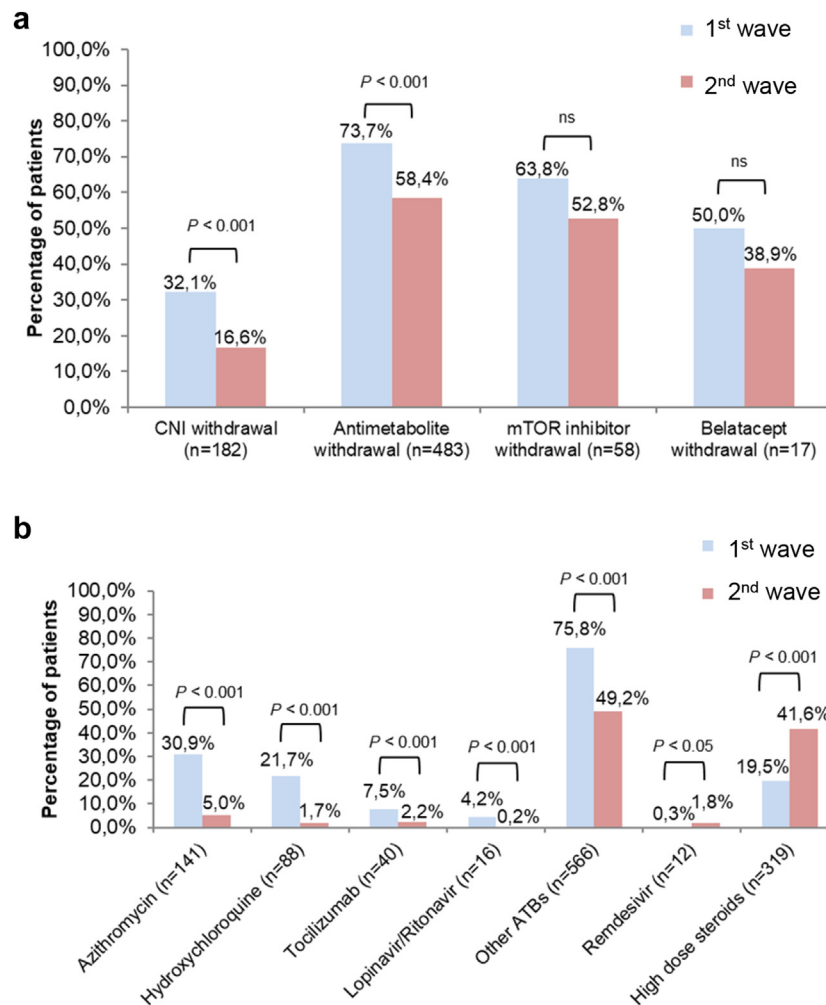 a
1st wave
2nd wave
Percentage of patients
100,0%
90,0%
80,0%
70,0%
60,0%
50,0%
40,0%
30,0%
20,0%
10,0%
0,0%
P < 0.001
32,1%
16,6%
P < 0.001
73,7%
58,4%
ns
63,8%
52,8%
ns
50,0%
38,9%
CNI withdrawal
(n=182)
Antimetabolite
withdrawal (n=483)
mTOR inhibitor
withdrawal (n=58)
Belatacept
withdrawal (n=17)
b
1st wave
2nd wave
Percentage of patients
100,0%
90,0%
80,0%
70,0%
60,0%
50,0%
40,0%
30,0%
20,0%
10,0%
0,0%
P < 0.001
30,9%
5,0%
P < 0.001
21,7%
1,7%
P < 0.001
7,5%
2,2%
P < 0.001
4,2%
0,2%
P < 0.001
75,8%
49,2%
P < 0.05
0,3%
1,8%
P < 0.001
19,5%
41,6%
Azithromycin (n=141)
Hydroxychloroquine (n=88)
Tocilizumab (n=40)
Lopinavir/Ritonavir (n=16)
Other ATBs (n=566)
Remdesivir (n=12)
High dose steroids (n=319)